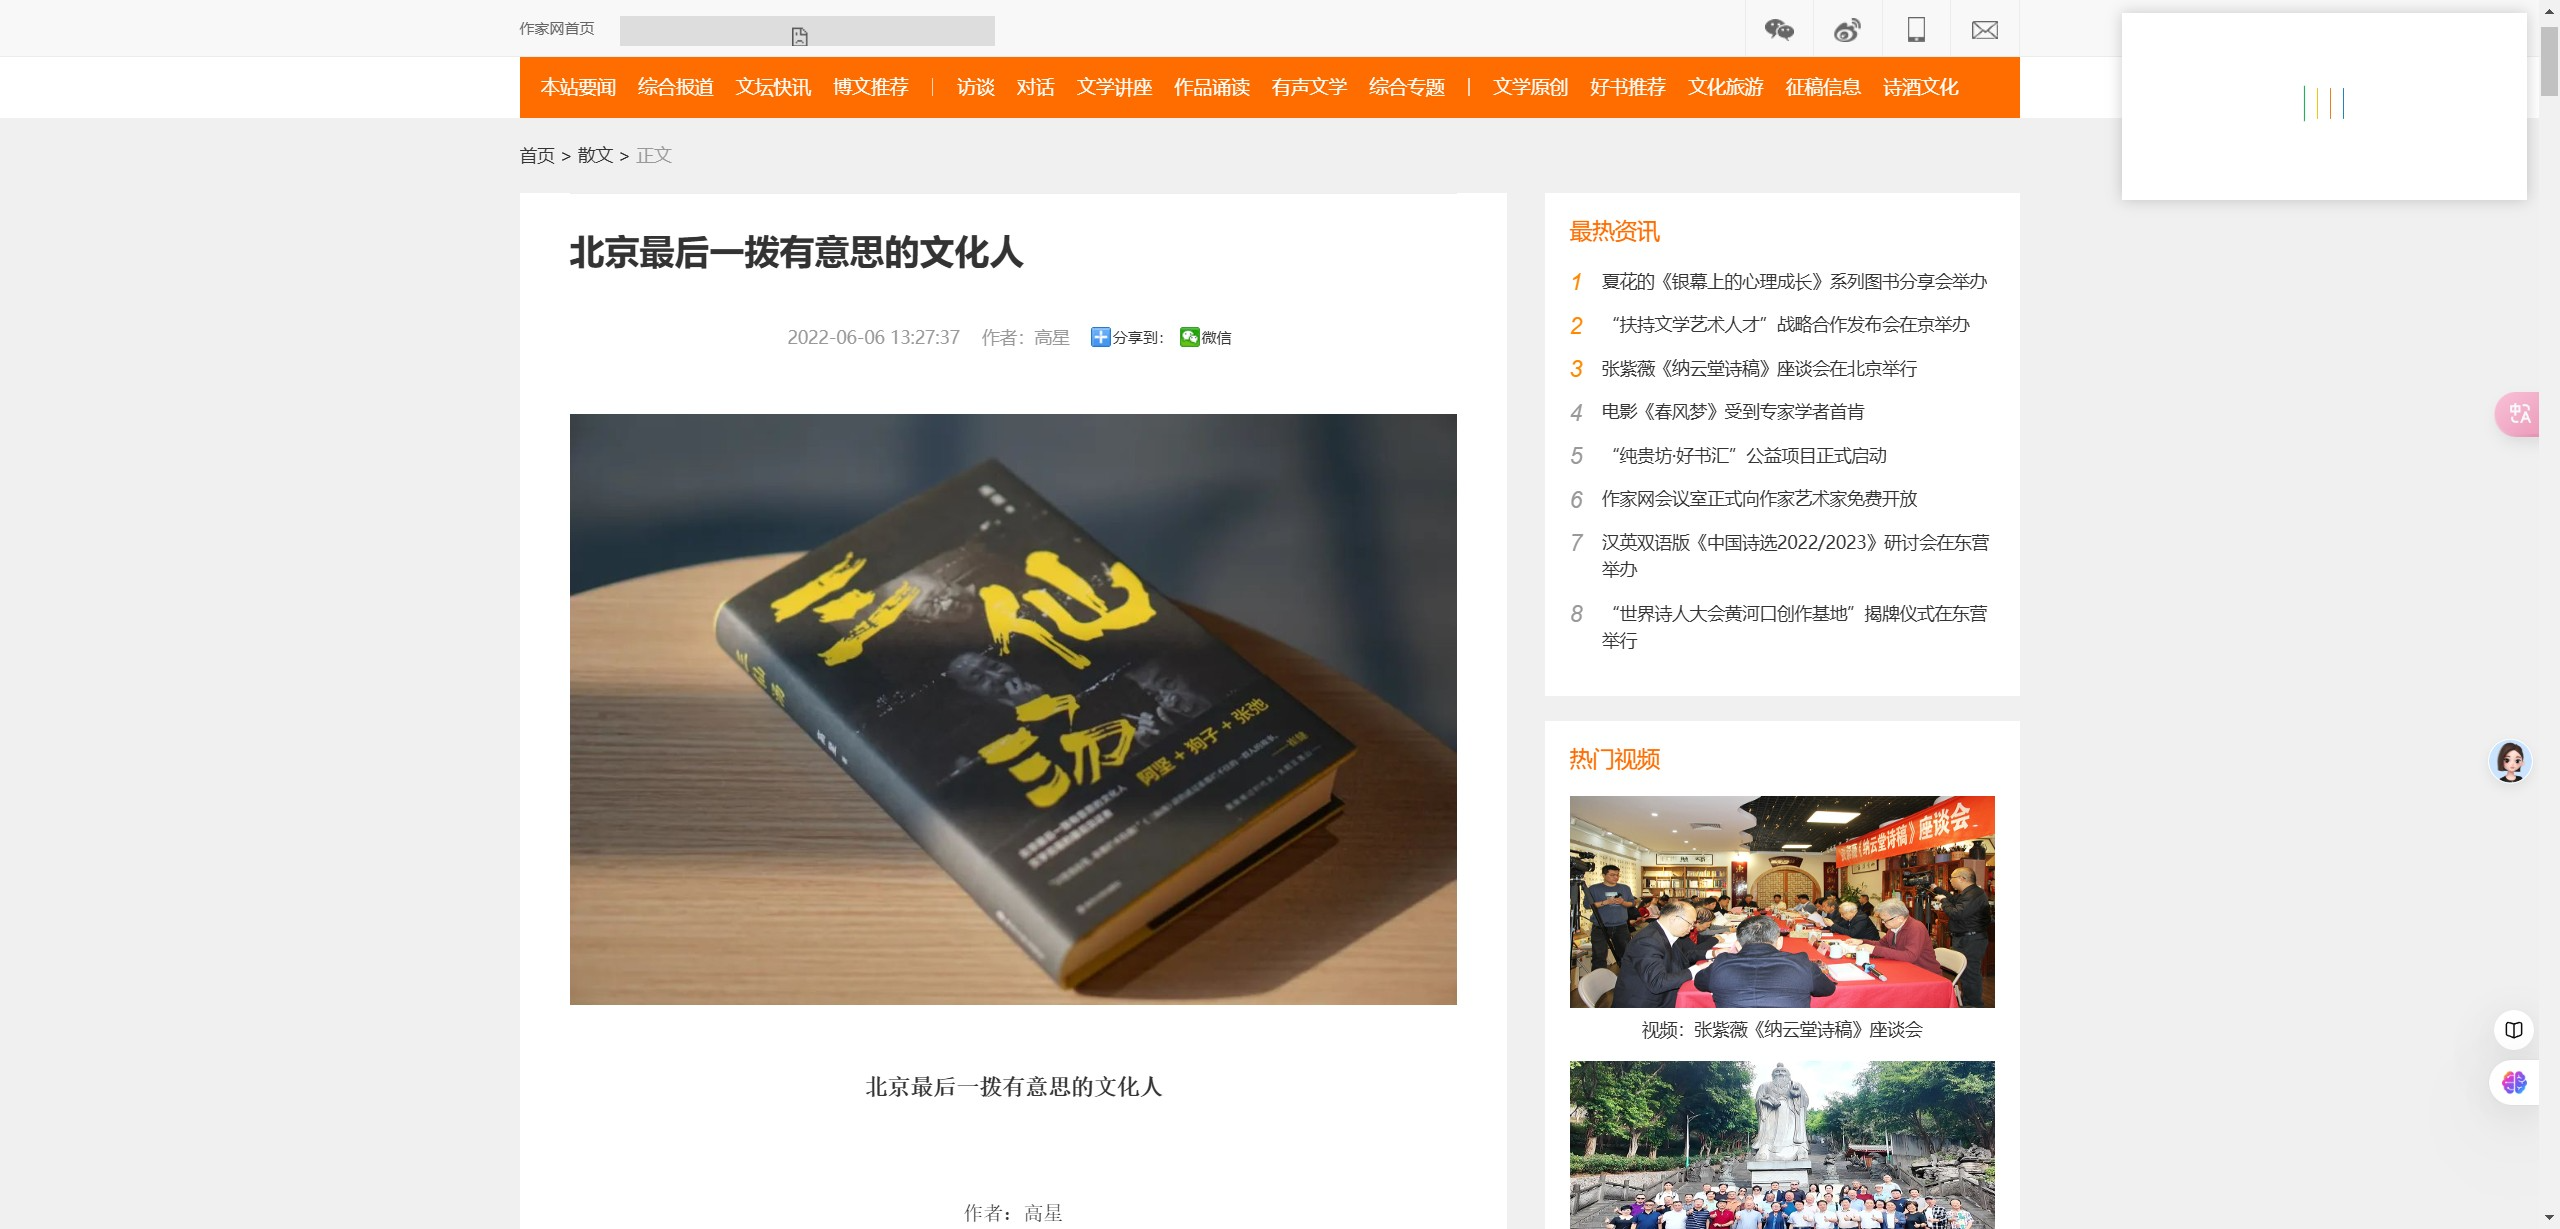 作家网首页
本站要闻 综合报道 文坛快讯 博文推荐 | 访谈 对话 文学讲座 作品诵读 有声文学 综合专题 | 文学原创 好书推荐 文化旅游 征稿信息 诗酒文化
首页 > 散文 > 正文
北京最后一拨有意思的文化人
2022-06-06 13:27:37 作者：高星 分享到： 微信
三仙
汤
三仙汤
阿坚+狗子+张弛
北京最后一拨有意思的文化人
作者：高星
最热资讯
1 夏花的《银幕上的心理成长》系列图书分享会举办
2 “扶持文学艺术人才”战略合作发布会在京举办
3 张紫薇《纳云堂诗稿》座谈会在北京举行
4 电影《春风梦》受到专家学者首肯
5 “纯贵坊·好书汇”公益项目正式启动
6 作家网会议室正式向作家艺术家免费开放
7 汉英双语版《中国诗选2022/2023》研讨会在东营
举办
8 “世界诗人大会黄河口创作基地”揭牌仪式在东营
举行
热门视频
张紫薇《纳云堂诗稿》座谈会
视频：张紫薇《纳云堂诗稿》座谈会